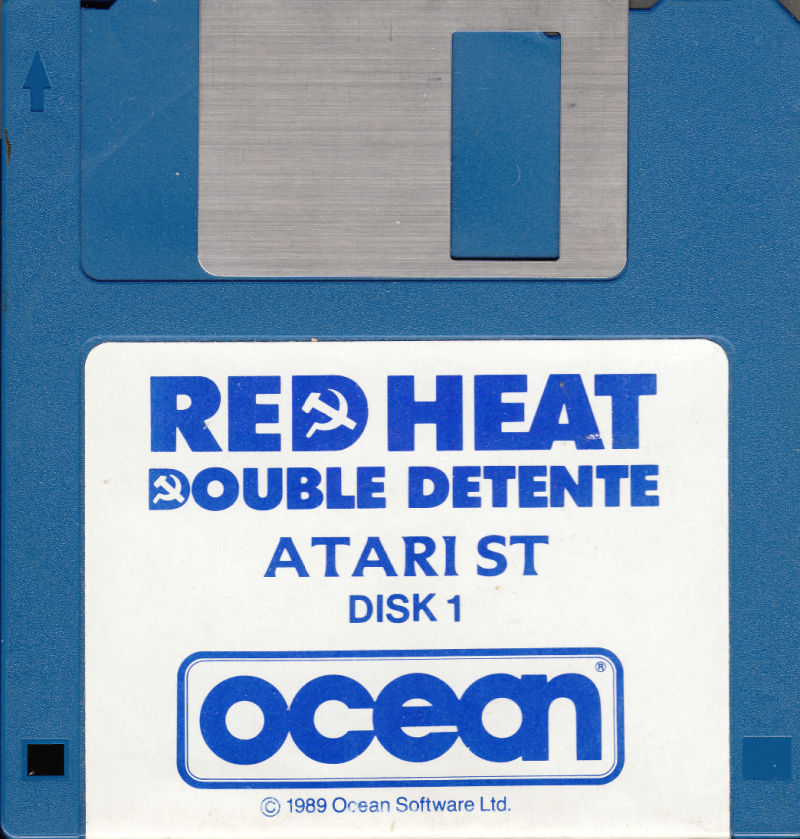 RED HEAT
DOUBLE DETENTE
ATARI ST
DISK 1
ocean®
© 1989 Ocean Software Ltd.